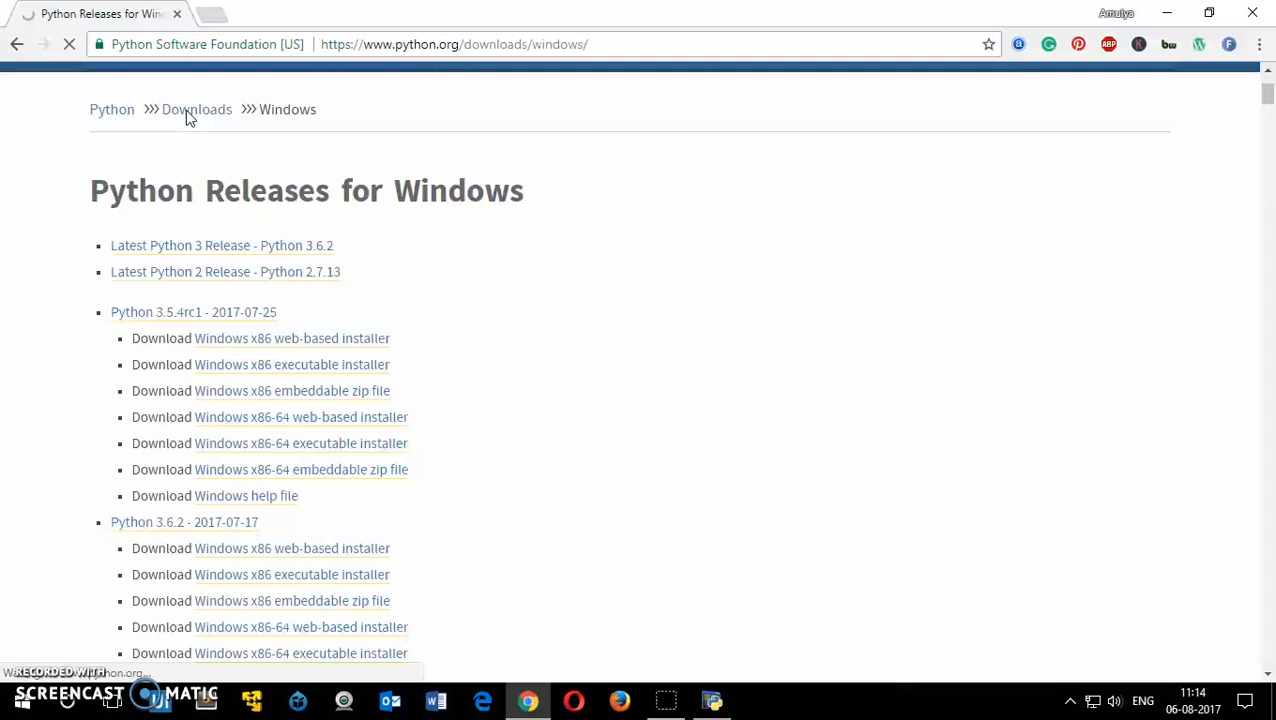 Python Releases for Wind
Amulya
Python Software Foundation [US] https://www.python.org/downloads/windows/
Python >>> Downloads >>> Windows
Python Releases for Windows
Latest Python 3 Release - Python 3.6.2
Latest Python 2 Release - Python 2.7.13
Python 3.5.4rc1 - 2017-07-25
Download Windows x86 web-based installer
Download Windows x86 executable installer
Download Windows x86 embeddable zip file
Download Windows x86-64 web-based installer
Download Windows x86-64 executable installer
Download Windows x86-64 embeddable zip file
Download Windows help file
Python 3.6.2 - 2017-07-17
Download Windows x86 web-based installer
Download Windows x86 executable installer
Download Windows x86 embeddable zip file
Download Windows x86-64 web-based installer
Download Windows x86-64 executable installer
RECORDED WITH
SCREENCAST MATIC
ENG
11:14
06-08-2017